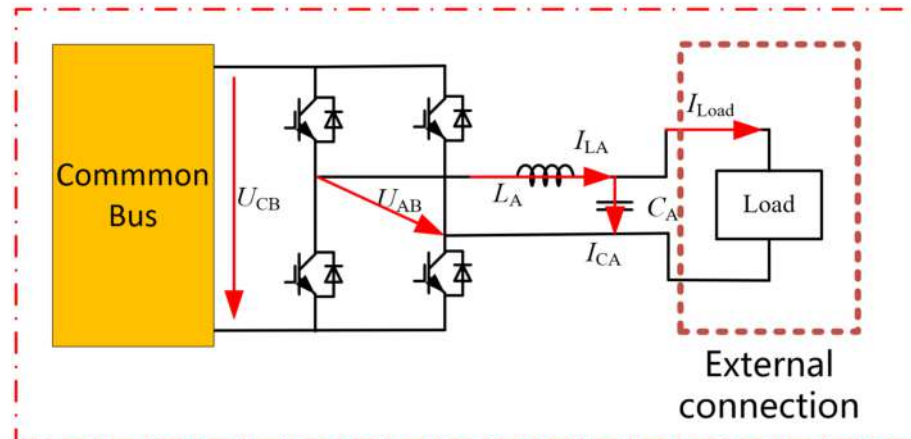 Commmon
Bus
U_CB
U_AB
L_A
I_LA
C_A
I_CA
I_Load
Load
External
connection